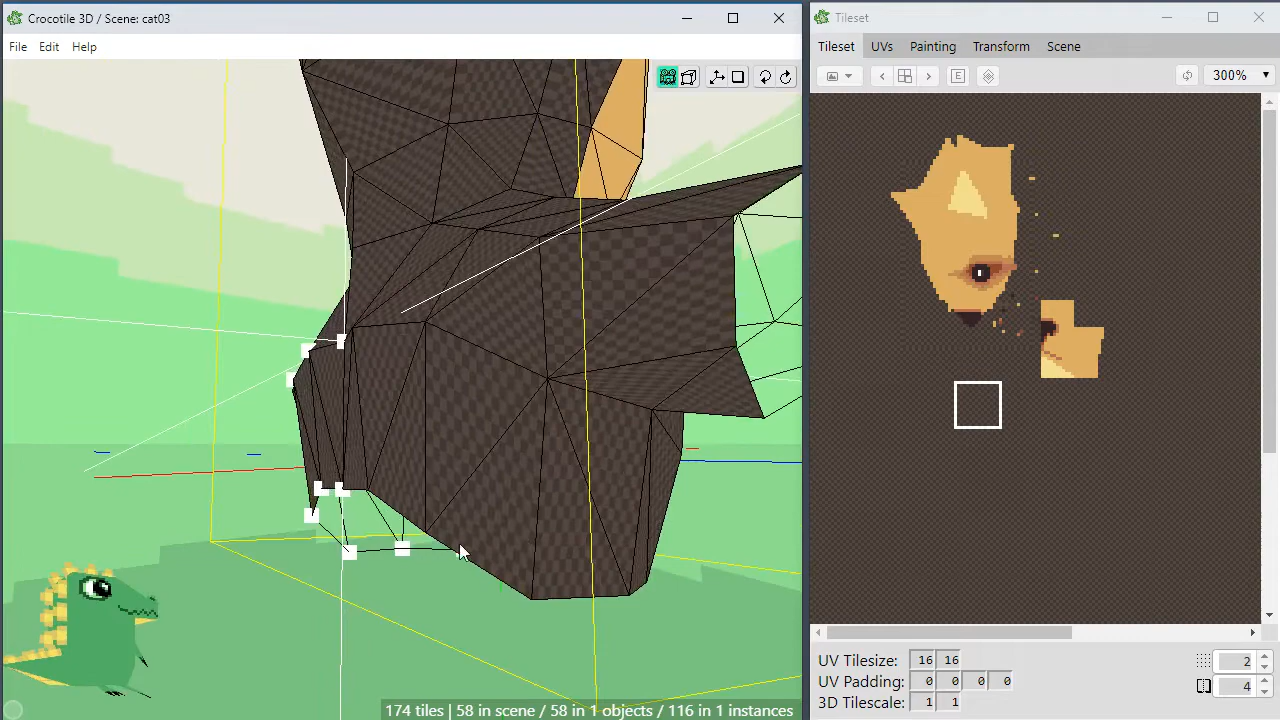 Crocotile 3D / Scene: cat03
File Edit Help
174 tiles | 58 in scene / 58 in 1 objects / 116 in 1 instances
Tileset
Tileset UVs Painting Transform Scene
E 300%
UV Tilesize: 16 16
UV Padding: 0 0 0 0
3D Tilescale: 1 1
2
4